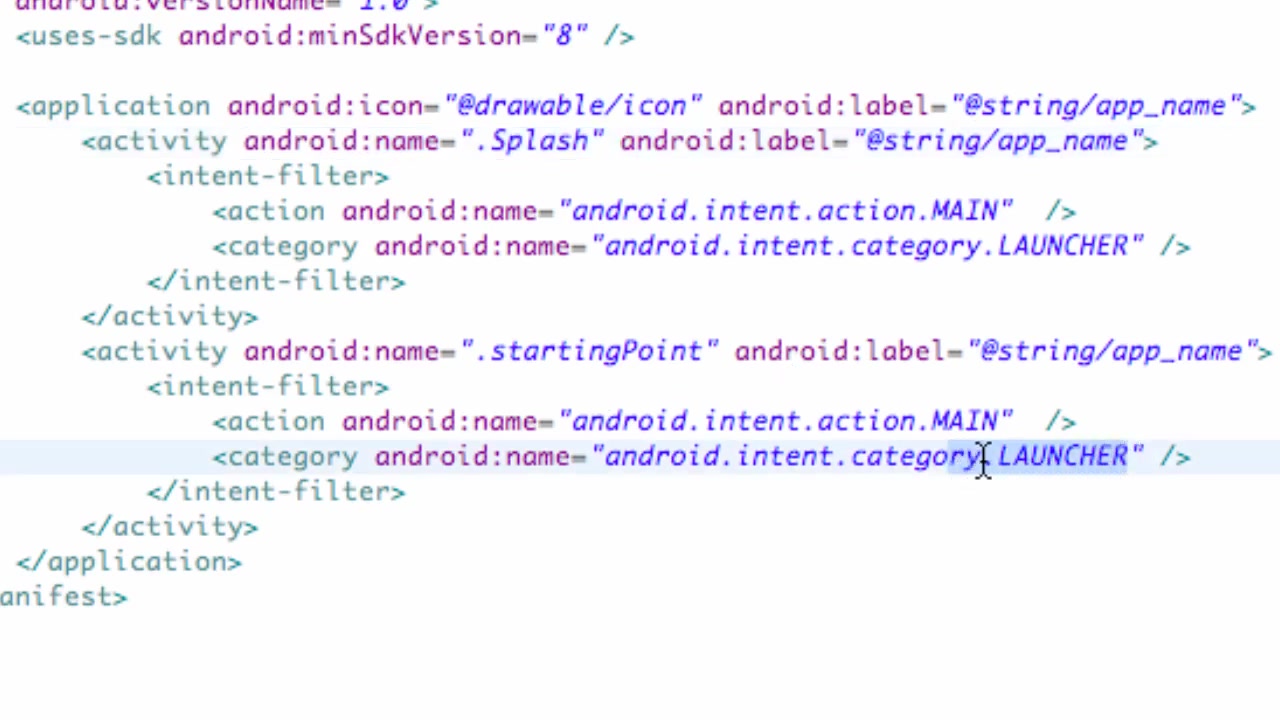 android:versionName="1.0">
<uses-sdk android:minSdkVersion="8" />
<application android:icon="@drawable/icon" android:label="@string/app_name">
<activity android:name=".Splash" android:label="@string/app_name">
<intent-filter>
<action android:name="android.intent.action.MAIN"  />
<category android:name="android.intent.category.LAUNCHER" />
</intent-filter>
</activity>
<activity android:name=".startingPoint" android:label="@string/app_name">
<intent-filter>
<action android:name="android.intent.action.MAIN"  />
<category android:name="android.intent.category.LAUNCHER" />
</intent-filter>
</activity>
</application>
anifest>